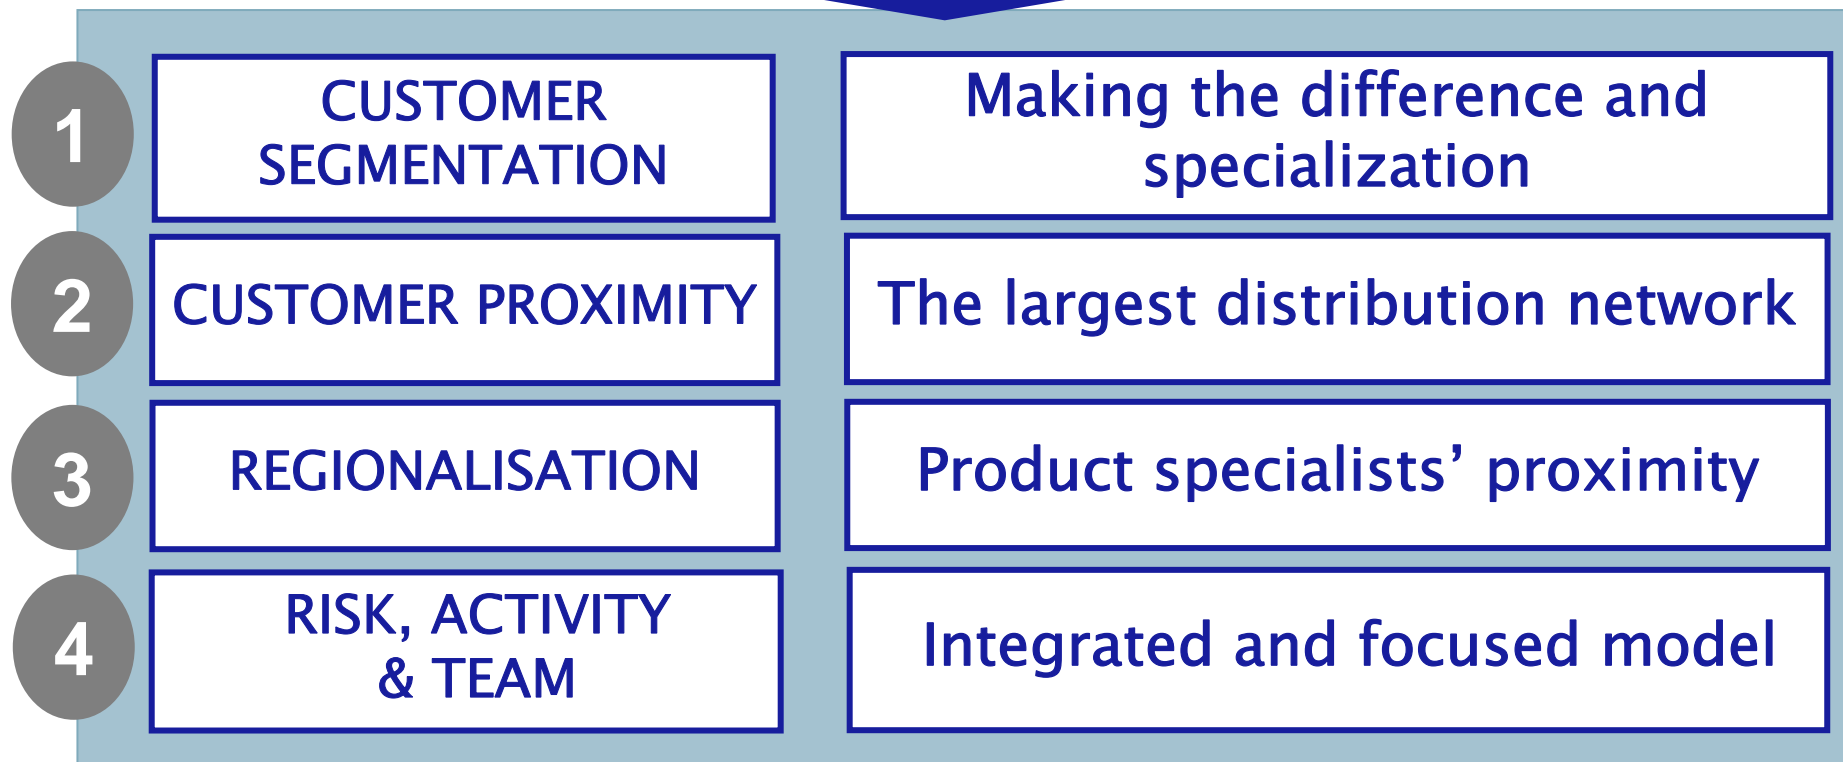 1
CUSTOMER
SEGMENTATION
Making the difference and
specialization
2
CUSTOMER PROXIMITY
The largest distribution network
3
REGIONALISATION
Product specialists’ proximity
4
RISK, ACTIVITY
& TEAM
Integrated and focused model